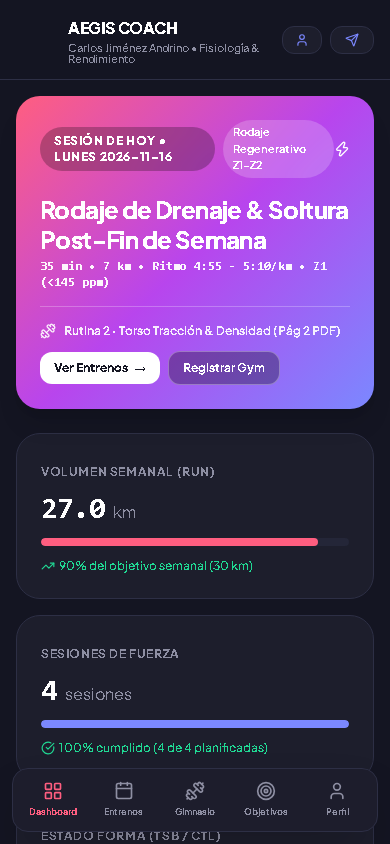 AEGIS COACH
Carlos Jiménez Andrino • Fisiología &
Rendimiento
SESIÓN DE HOY •
LUNES 2026-11-16
Rodaje
Regenerativo
Z1-Z2
Rodaje de Drenaje & Soltura
Post-Fin de Semana
35 min • 7 km • Ritmo 4:55 - 5:10/km • Z1
(<145 ppm)
Rutina 2 · Torso Tracción & Densidad (Pág 2 PDF)
Ver Entrenos →
Registrar Gym
VOLUMEN SEMANAL (RUN)
27.0 km
90% del objetivo semanal (30 km)
SESIONES DE FUERZA
4 sesiones
100% cumplido (4 de 4 planificadas)
Dashboard
Entrenos
Gimnasio
Objetivos
Perfil
ESTADO FORMA (TSB / CTL)